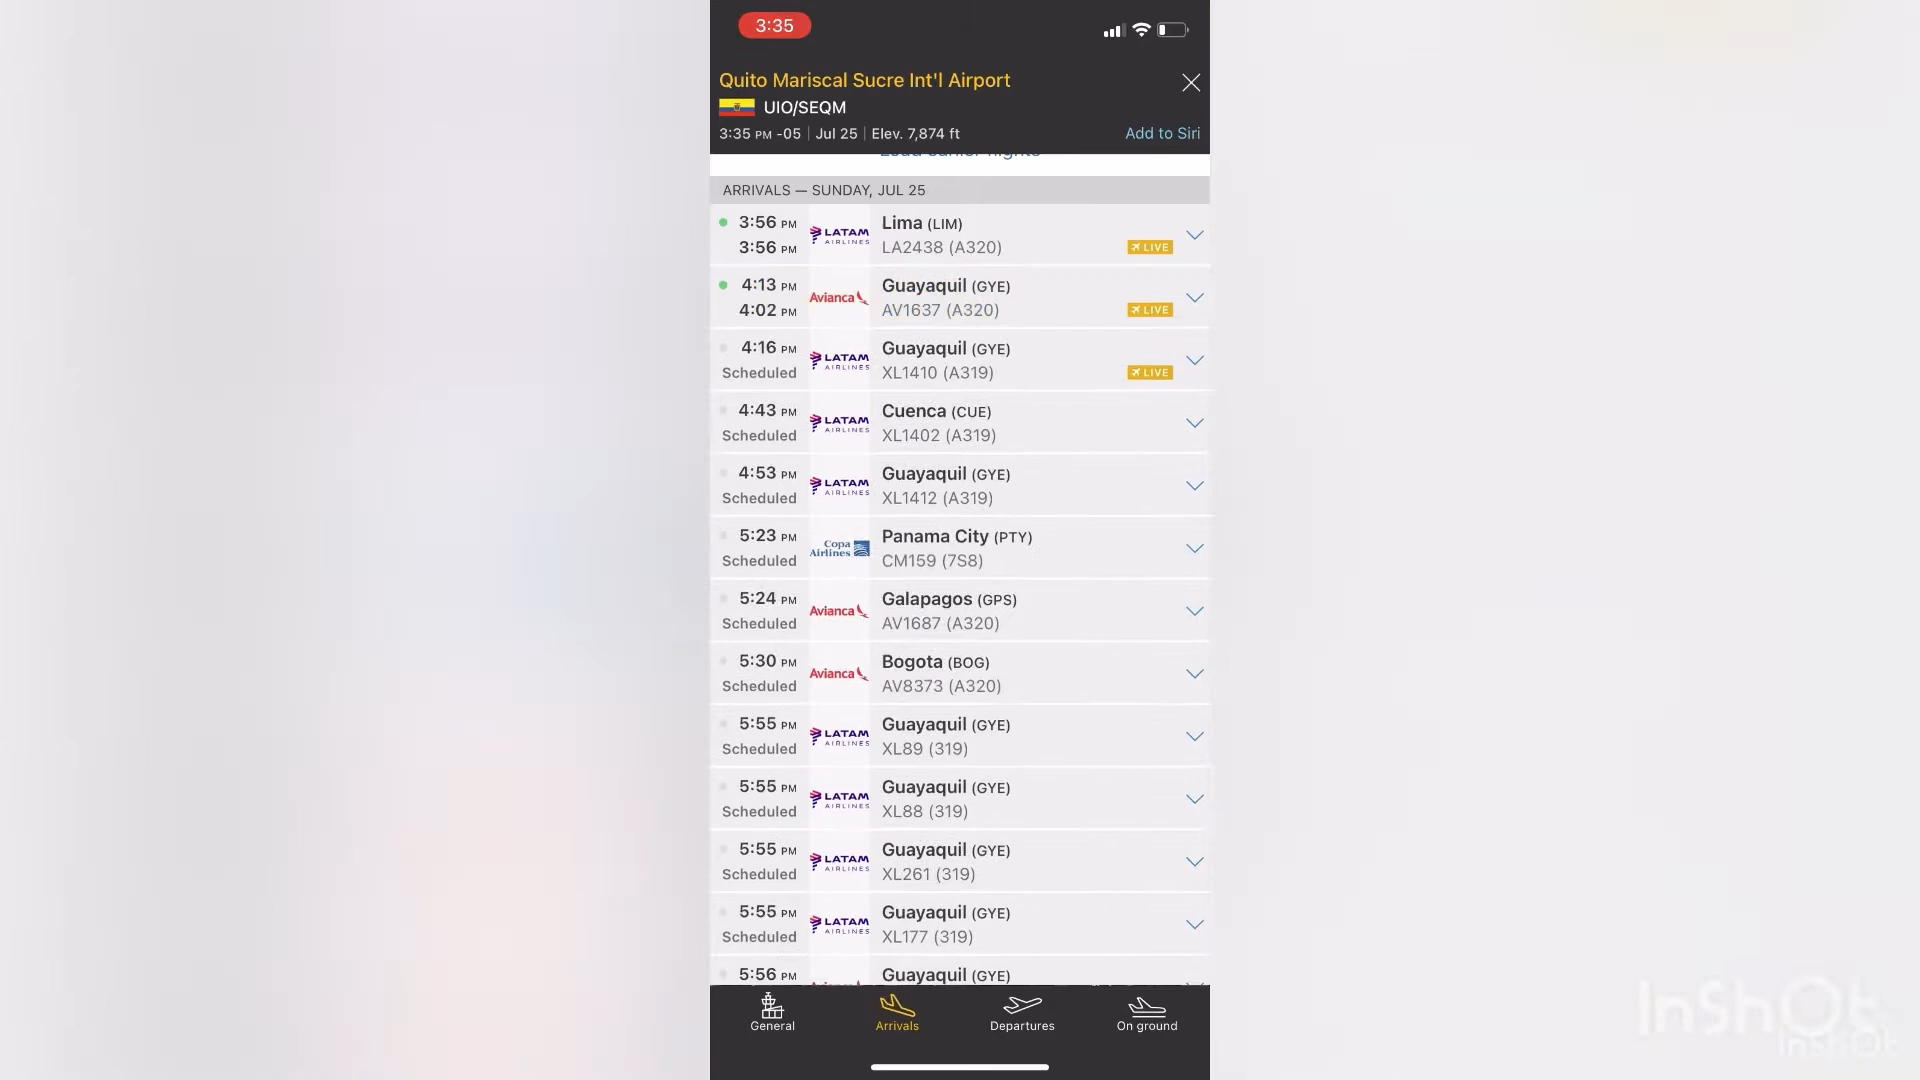 3:35
Quito Mariscal Sucre Int'l Airport
UIO/SEQM
3:35 PM -05 | Jul 25 | Elev. 7,874 ft
Add to Siri
Load earlier flights
ARRIVALS — SUNDAY, JUL 25
3:56 PM
3:56 PM
LATAM
AIRLINES
Lima (LIM)
LA2438 (A320)
LIVE
4:13 PM
4:02 PM
Avianca
Guayaquil (GYE)
AV1637 (A320)
LIVE
4:16 PM
Scheduled
LATAM
AIRLINES
Guayaquil (GYE)
XL1410 (A319)
LIVE
4:43 PM
Scheduled
LATAM
AIRLINES
Cuenca (CUE)
XL1402 (A319)
4:53 PM
Scheduled
LATAM
AIRLINES
Guayaquil (GYE)
XL1412 (A319)
5:23 PM
Scheduled
Copa
Airlines
Panama City (PTY)
CM159 (7S8)
5:24 PM
Scheduled
Avianca
Galapagos (GPS)
AV1687 (A320)
5:30 PM
Scheduled
Avianca
Bogota (BOG)
AV8373 (A320)
5:55 PM
Scheduled
LATAM
AIRLINES
Guayaquil (GYE)
XL89 (319)
5:55 PM
Scheduled
LATAM
AIRLINES
Guayaquil (GYE)
XL88 (319)
5:55 PM
Scheduled
LATAM
AIRLINES
Guayaquil (GYE)
XL261 (319)
5:55 PM
Scheduled
LATAM
AIRLINES
Guayaquil (GYE)
XL177 (319)
5:56 PM
Guayaquil (GYE)
General
Arrivals
Departures
On ground
InShOt
InShOt